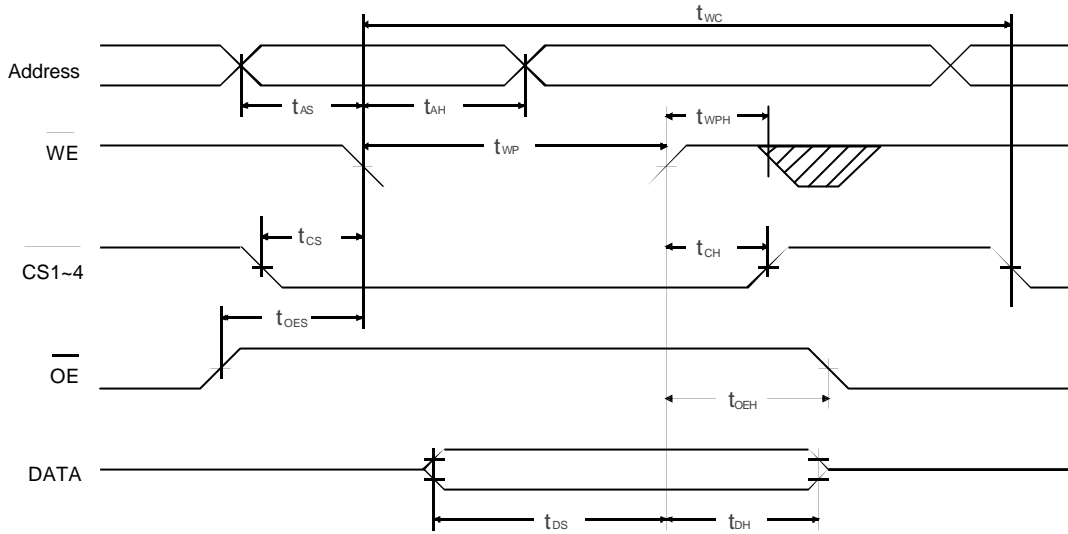 tWC
Address
tAS
tAH
tWPH
WE
tWP
tCS
tCH
CS1~4
tOES
OE
tOEH
DATA
tDS
tDH